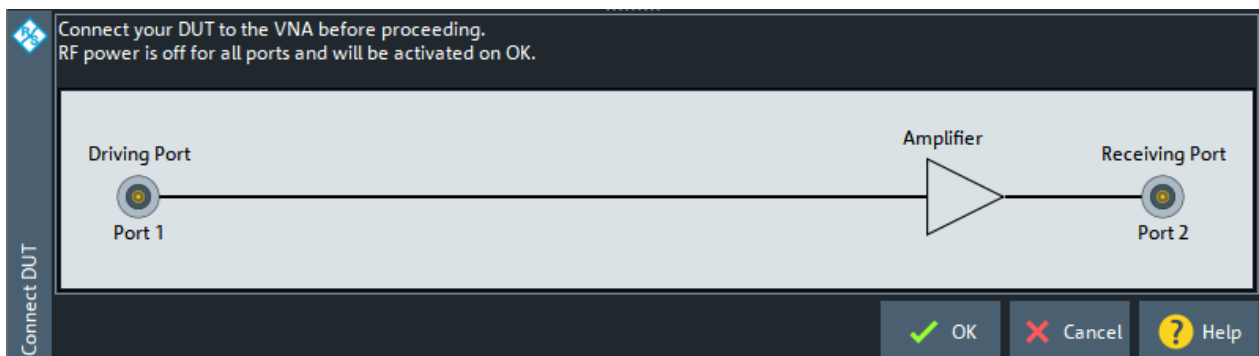 Connect your DUT to the VNA before proceeding.
RF power is off for all ports and will be activated on OK.
Amplifier
Driving Port
Receiving Port
Port 1
Port 2
Connect DUT
OK
Cancel
? Help